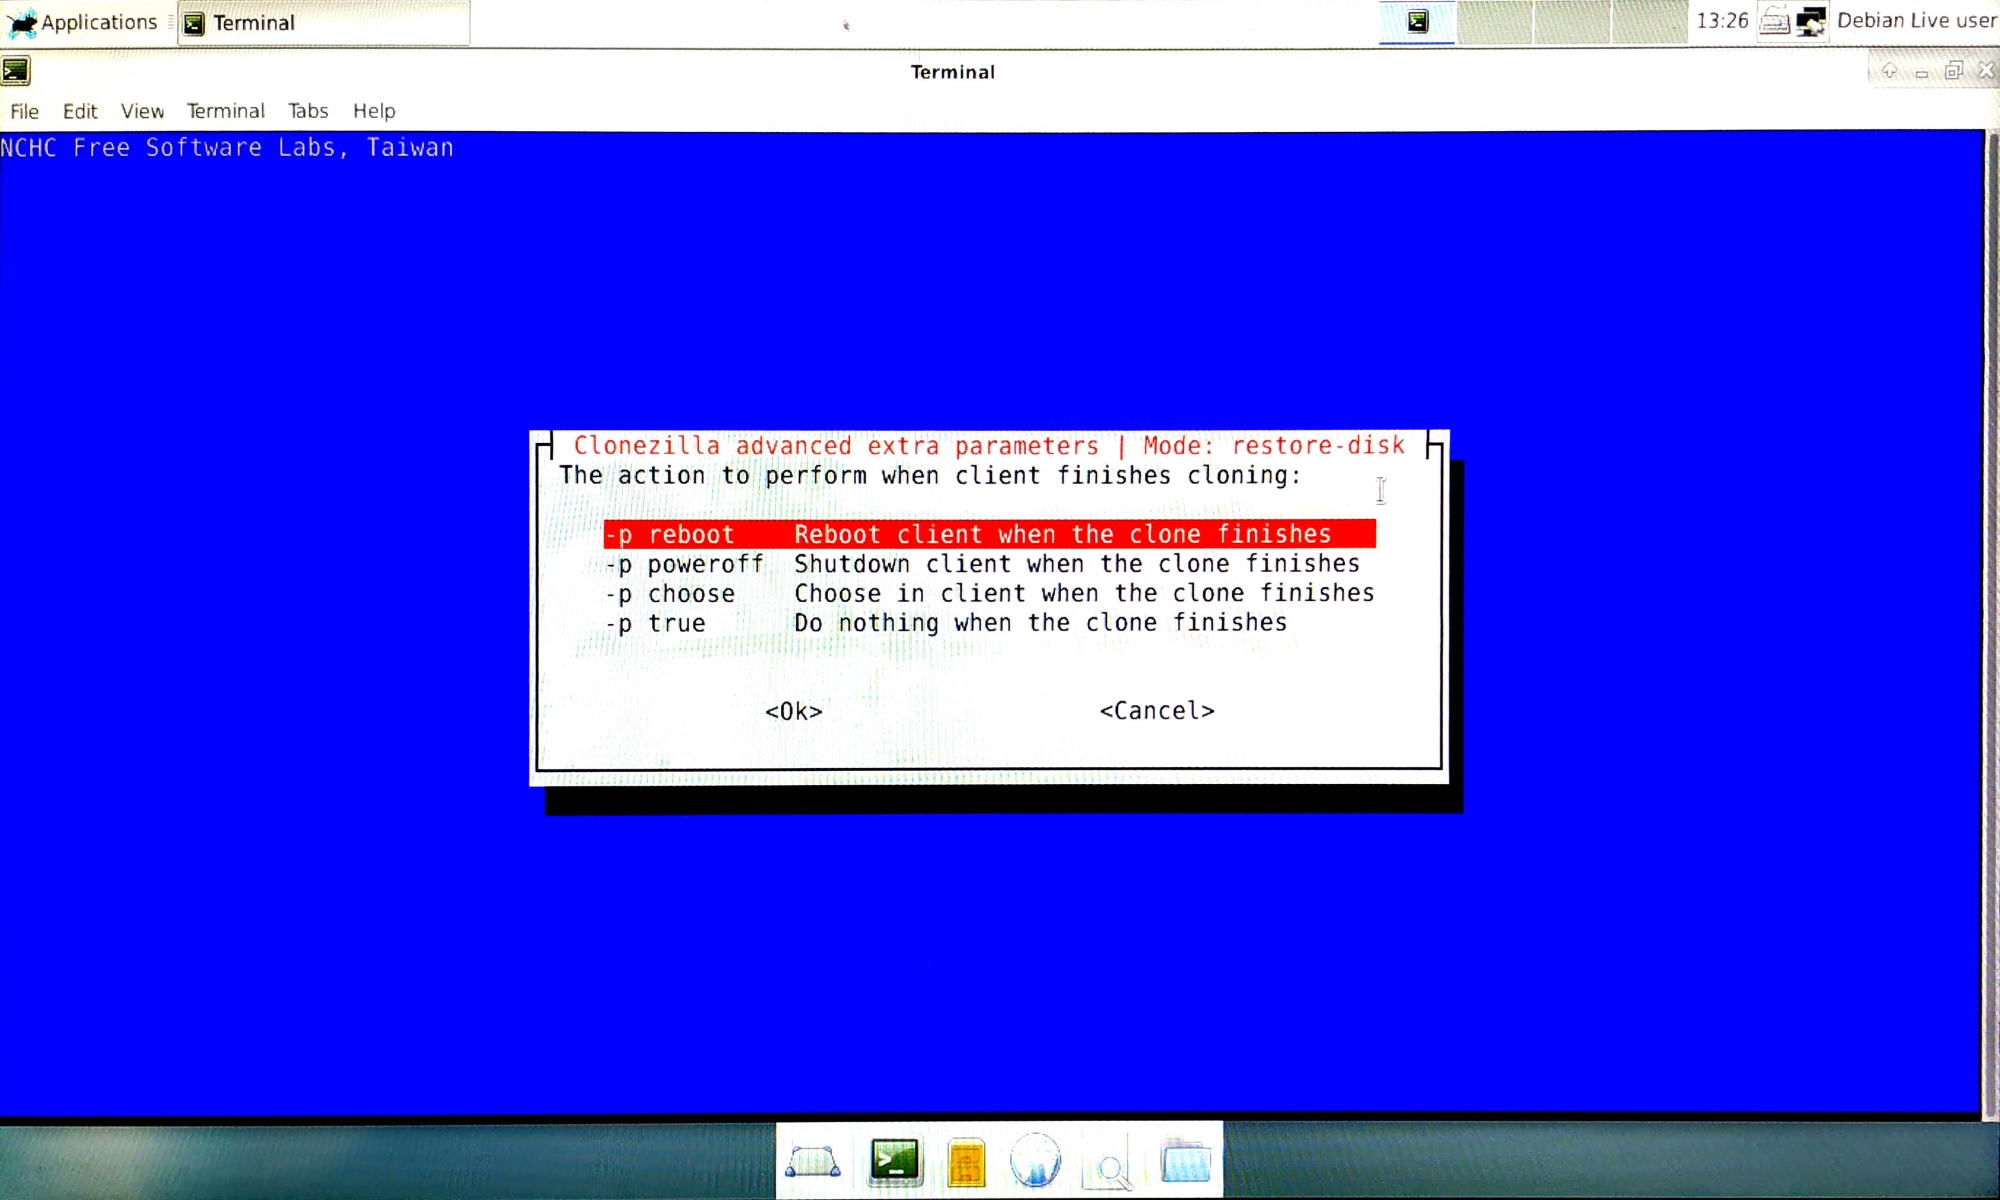 Applications Terminal 13:26 Debian Live user
Terminal
File Edit View Terminal Tabs Help
NCHC Free Software Labs, Taiwan
Clonezilla advanced extra parameters | Mode: restore-disk
The action to perform when client finishes cloning:
-p reboot Reboot client when the clone finishes
-p poweroff Shutdown client when the clone finishes
-p choose Choose in client when the clone finishes
-p true Do nothing when the clone finishes
<Ok> <Cancel>